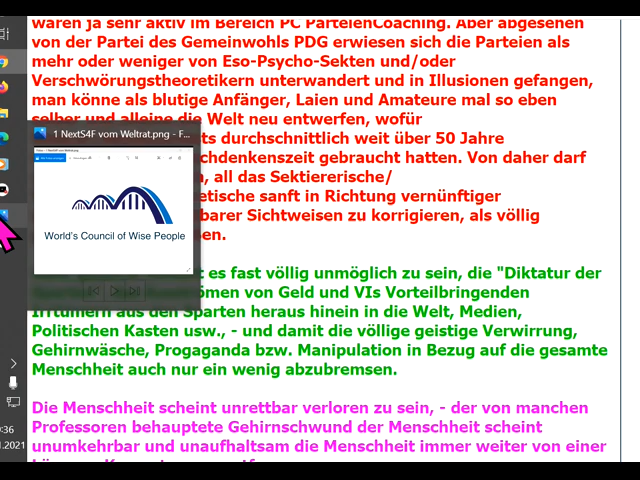 waren ja sehr aktiv im Bereich PC ParteienCoaching. Aber abgesehen
von der Partei des Gemeinwohls PDG erwiesen sich die Parteien als
mehr oder weniger von Eso-Psycho-Sekten und/oder
Verschwörungstheoretikern unterwandert und in Illusionen gefangen,
man könne als blutige Anfänger, Laien und Amateure mal so eben
selber und alleine die Welt neu entwerfen, wofür
1 NextS4F vom Weltrat.png - F...
ts durchschnittlich weit über 50 Jahre
chdenkenszeit gebraucht hatten. Von daher darf
, all das Sektiererische/
etische sanft in Richtung vernünftiger
barer Sichtweisen zu korrigieren, als völlig
en.
World's Council of Wise People
t es fast völlig unmöglich zu sein, die "Diktatur der
ömen von Geld und VIs Vorteilbringenden
Irrtümern aus den Sparten heraus hinein in die Welt, Medien,
Politischen Kasten usw., - und damit die völlige geistige Verwirrung,
Gehirnwäsche, Progaganda bzw. Manipulation in Bezug auf die gesamte
Menschheit auch nur ein wenig abzubremsen.
Die Menschheit scheint unrettbar verloren zu sein, - der von manchen
Professoren behauptete Gehirnschwund der Menschheit scheint
unumkehrbar und unaufhaltsam die Menschheit immer weiter von einer
:36
.2021